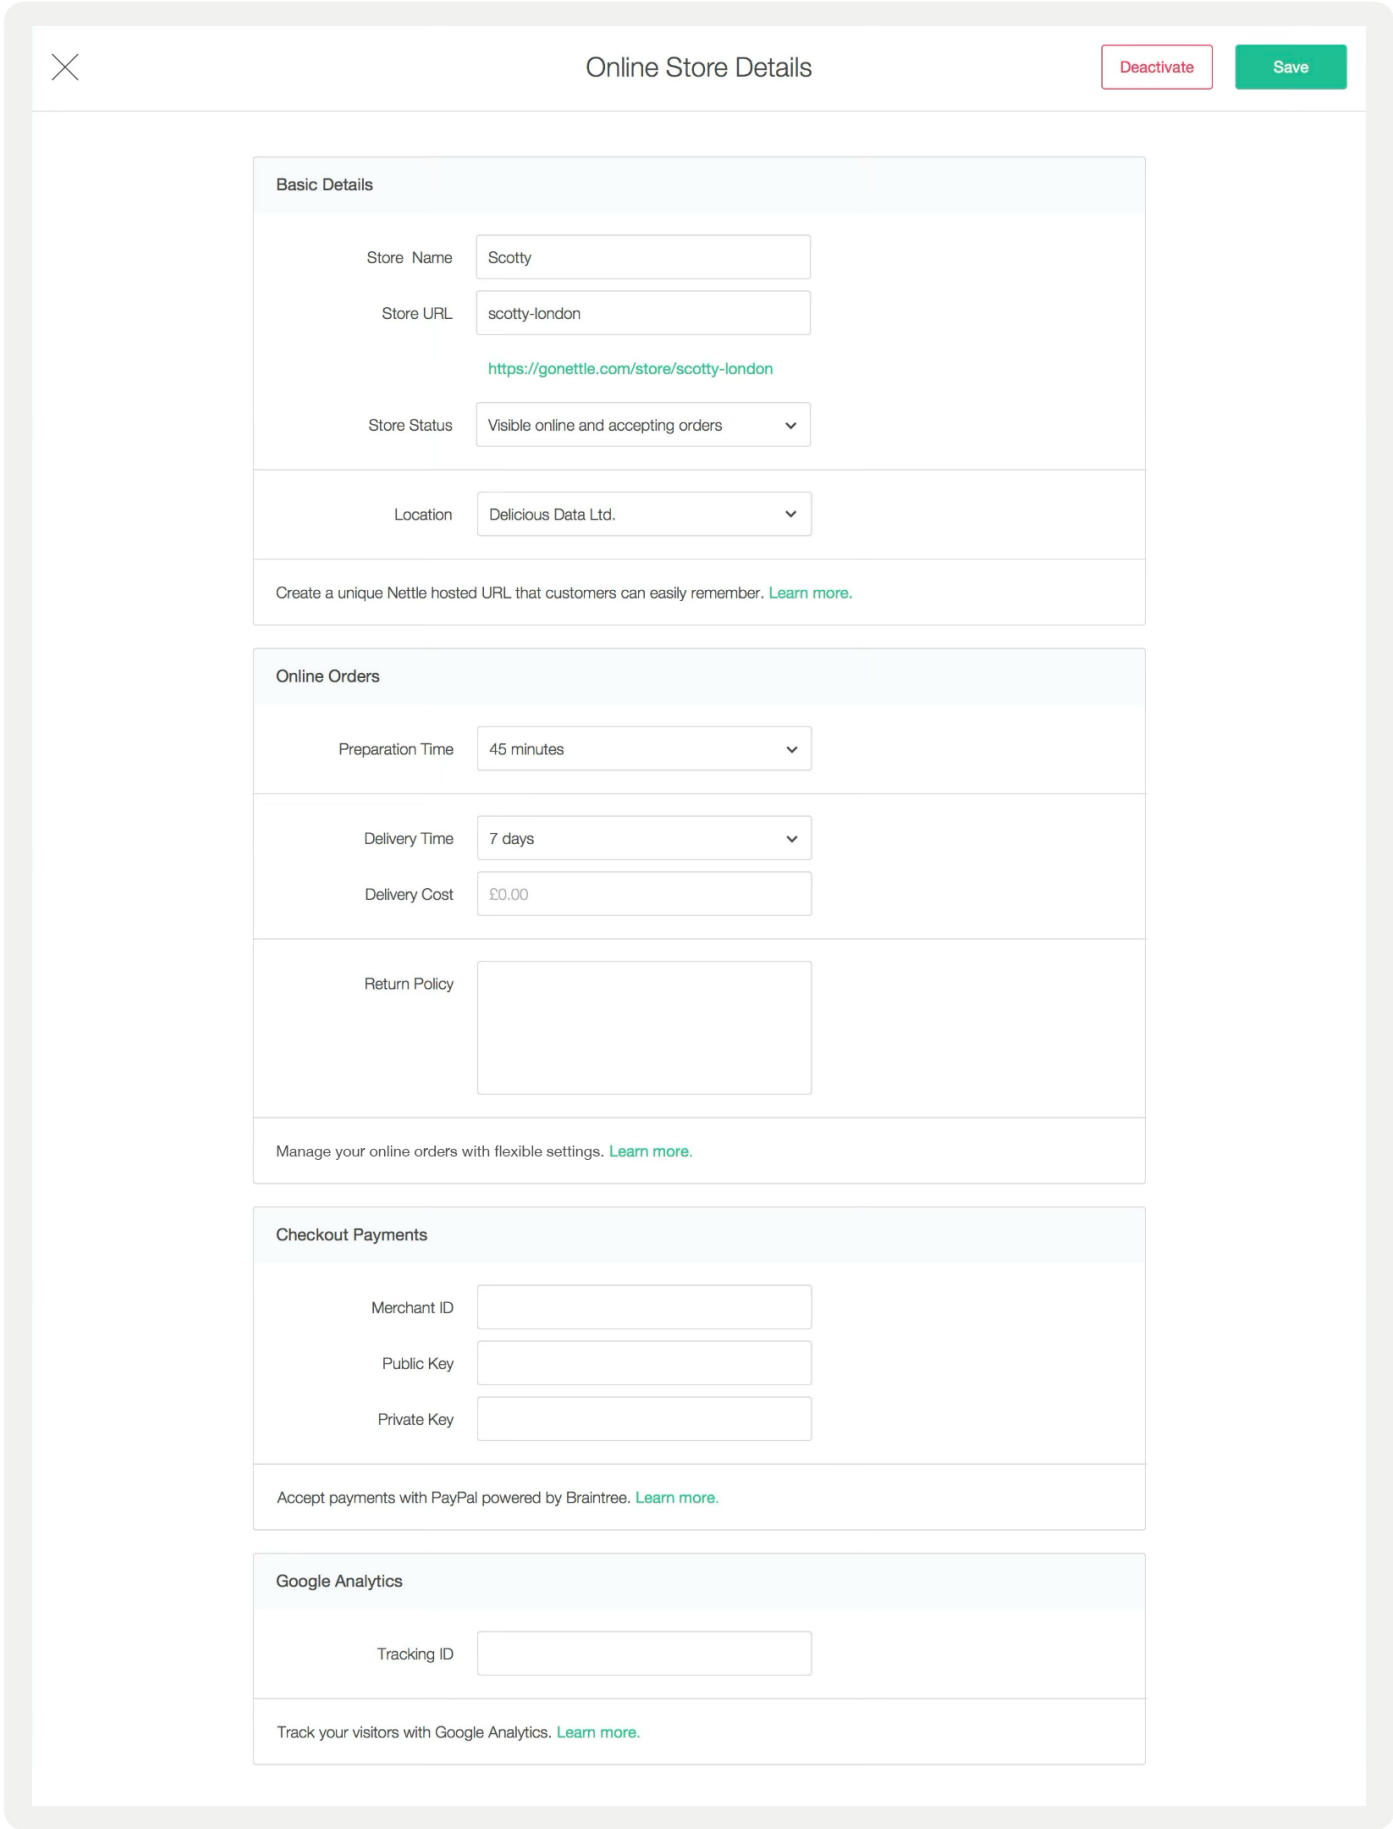 Online Store Details
Deactivate
Save
Basic Details
Store Name
Scotty
Store URL
scotty-london
https://gonettle.com/store/scotty-london
Store Status
Visible online and accepting orders
Location
Delicious Data Ltd.
Create a unique Nettle hosted URL that customers can easily remember. Learn more.
Online Orders
Preparation Time
45 minutes
Delivery Time
7 days
Delivery Cost
£0.00
Return Policy
Manage your online orders with flexible settings. Learn more.
Checkout Payments
Merchant ID
Public Key
Private Key
Accept payments with PayPal powered by Braintree. Learn more.
Google Analytics
Tracking ID
Track your visitors with Google Analytics. Learn more.